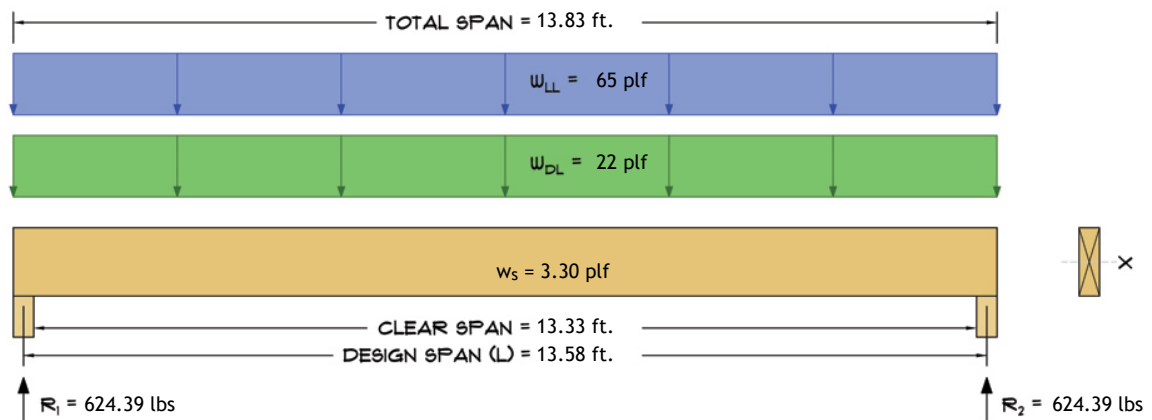 TOTAL SPAN = 13.83 ft.
WLL = 65 plf
WDL = 22 plf
ws = 3.30 plf
X
CLEAR SPAN = 13.33 ft.
DESIGN SPAN (L) = 13.58 ft.
R1 = 624.39 lbs
R2 = 624.39 lbs